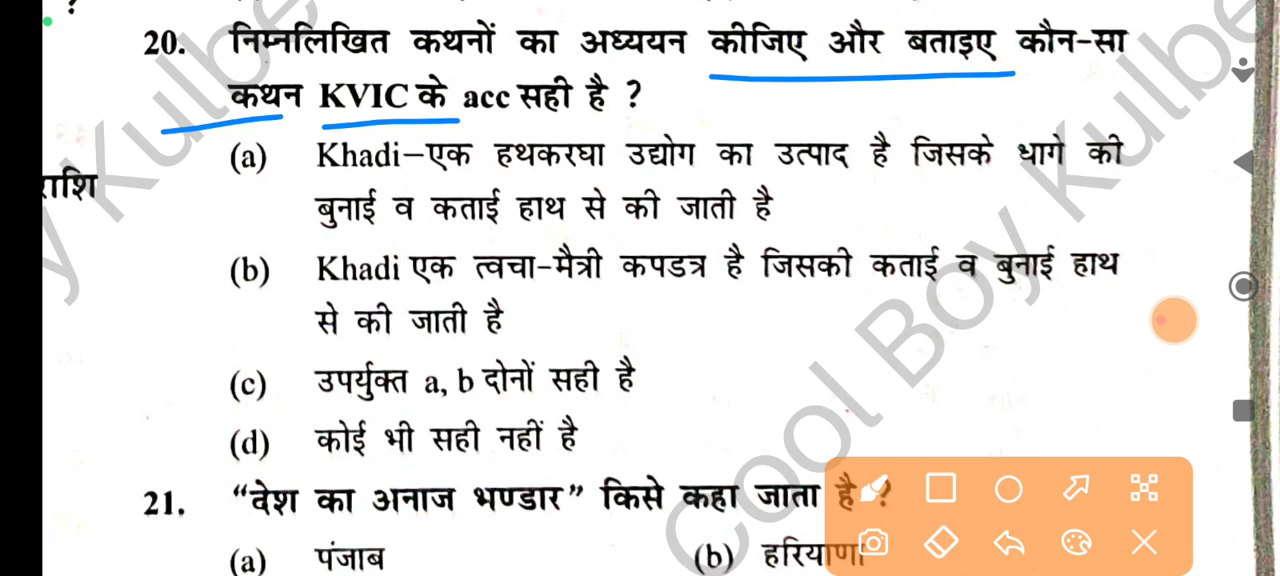 20. निम्नलिखित कथनों का अध्ययन कीजिए और बताइए कौन-सा
कथन KVIC के acc सही है ?
(a) Khadi–एक हथकरघा उद्योग का उत्पाद है जिसके धागे की
राशि
बुनाई व कताई हाथ से की जाती है
(b) Khadi एक त्वचा-मैत्री कपडत्र है जिसकी कताई व बुनाई हाथ
से की जाती है
(c) उपर्युक्त a, b दोनों सही है
(d) कोई भी सही नहीं है
21. “देश का अनाज भण्डार” किसे कहा जाता है ?
(a) पंजाब (b) हरियाणा
y Kulbe
Cool Boy Kulbe